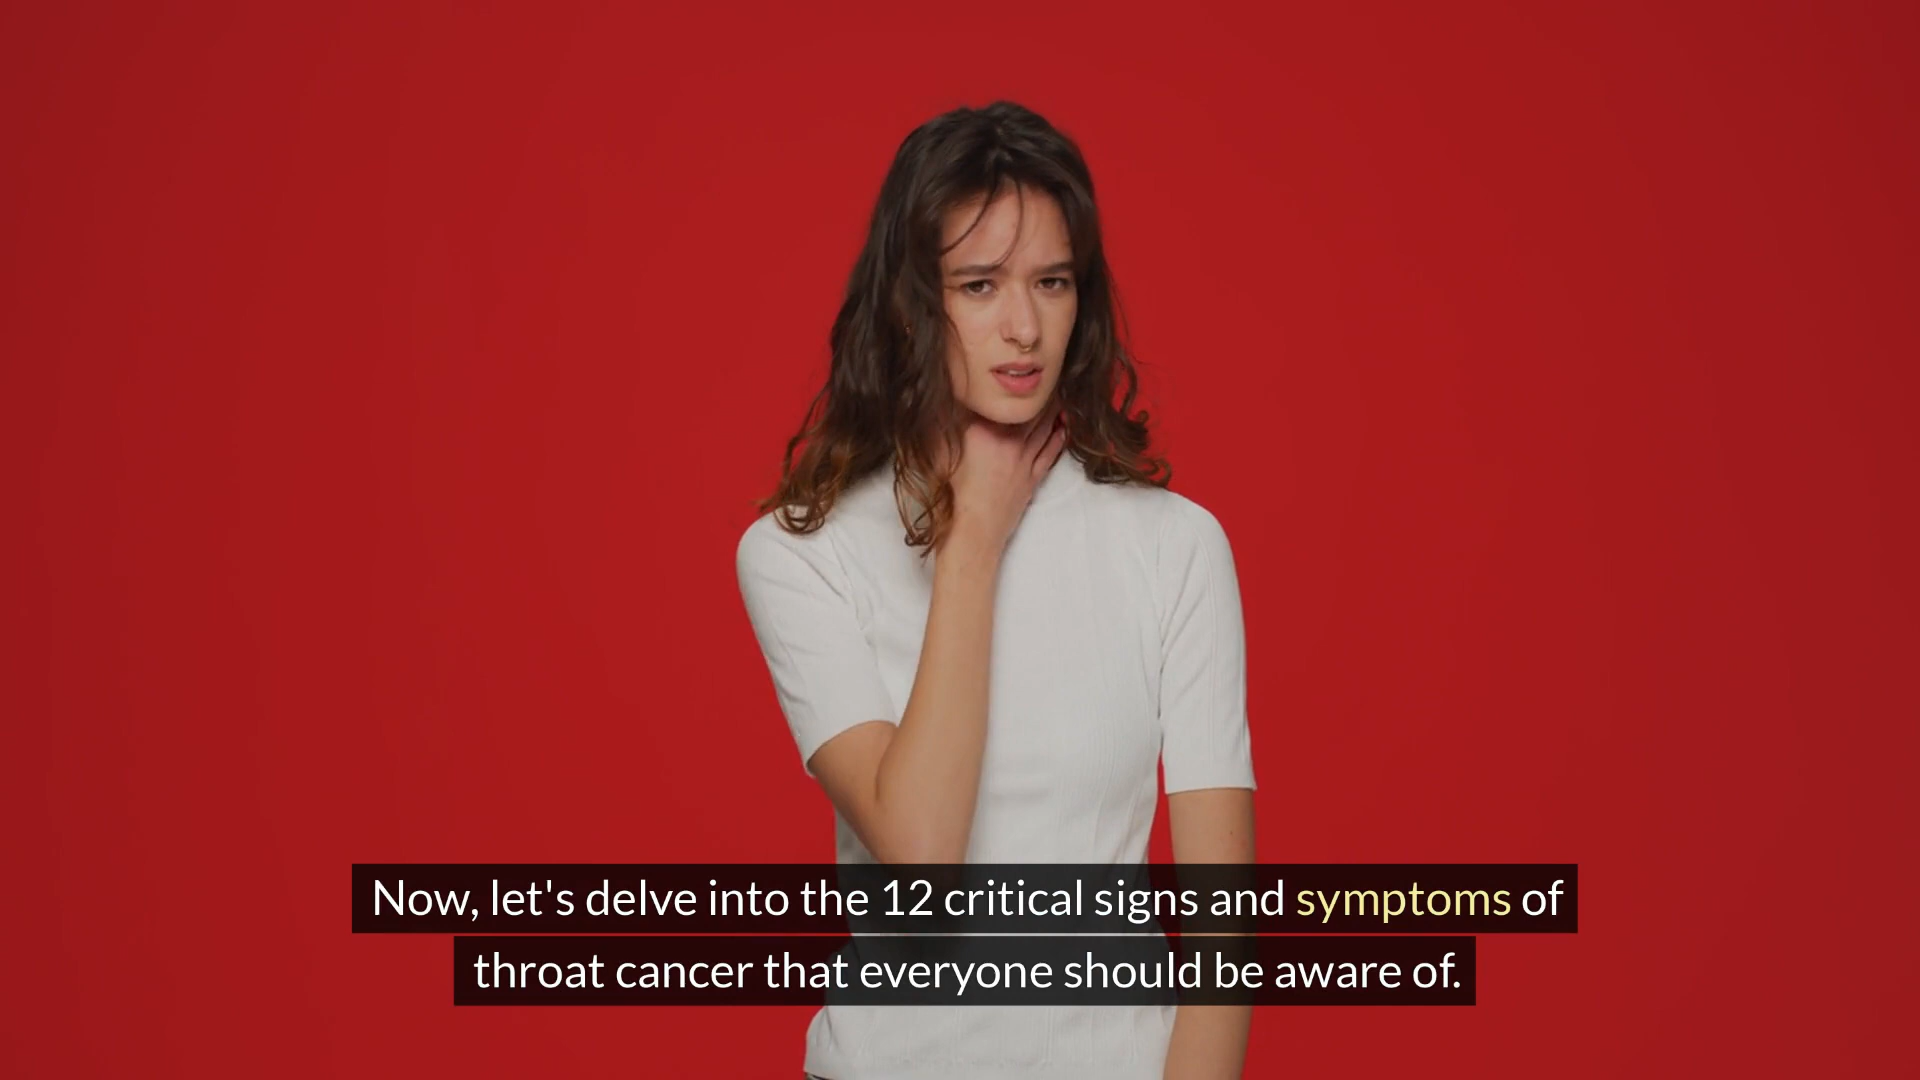 Now, let's delve into the 12 critical signs and symptoms of
throat cancer that everyone should be aware of.